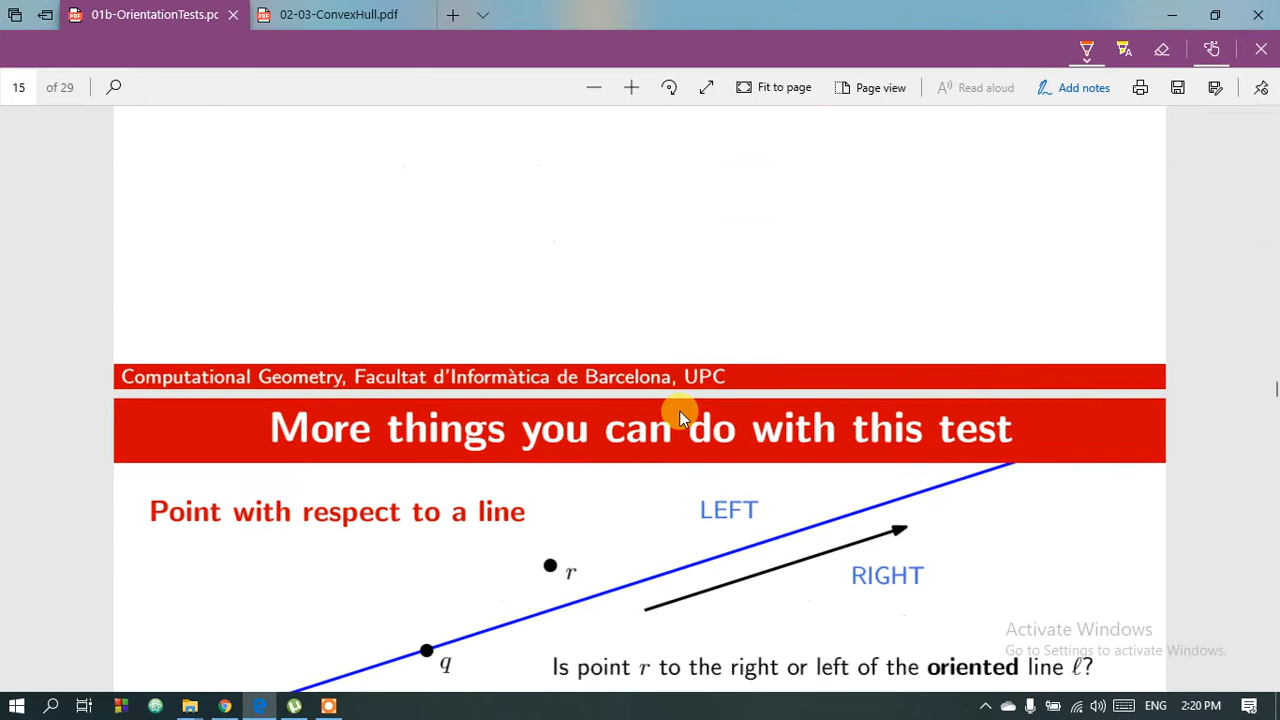 01b-OrientationTests.pc
02-03-ConvexHull.pdf
15 of 29
Fit to page
Page view
Read aloud
Add notes
Computational Geometry, Facultat d'Informàtica de Barcelona, UPC
More things you can do with this test
Point with respect to a line
LEFT
r
RIGHT
q
Is point r to the right or left of the oriented line ℓ?
Activate Windows
Go to Settings to activate Windows.
ENG
2:20 PM